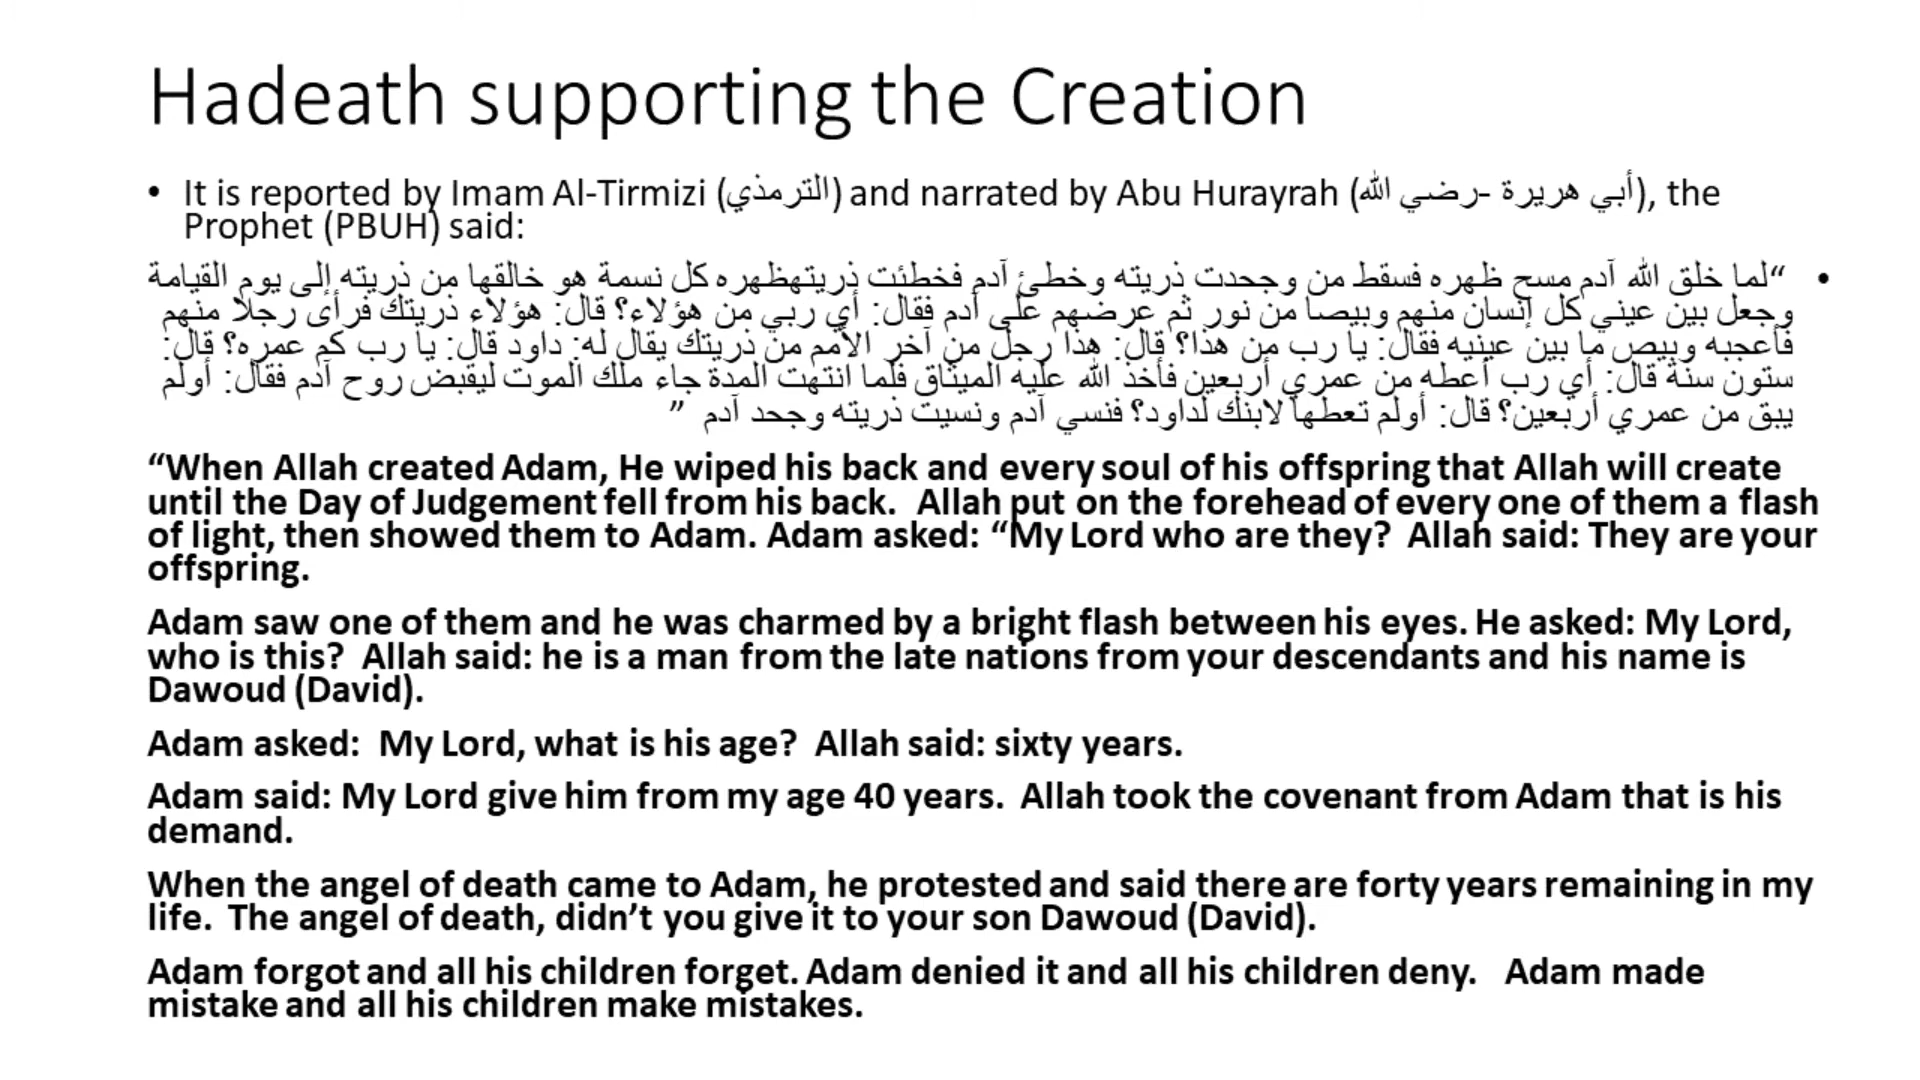 Hadeath supporting the Creation
• It is reported by Imam Al-Tirmizi (الترمذي) and narrated by Abu Hurayrah (أبي هريرة -رضي الله), the
Prophet (PBUH) said:
• “لما خلق الله آدم مسح ظهره فسقط من وجحدت ذريته وخطئ آدم فخطئت ذريتهظهره كل نسمة هو خالقها من ذريته إلى يوم القيامة
وجعل بين عيني كل إنسان منهم وبيصا من نور ثم عرضهم على آدم فقال: أي ربي من هؤلاء؟ قال: هؤلاء ذريتك فرأى رجلا منهم
فأعجبه وبيص ما بين عينيه فقال: يا رب من هذا؟ قال: هذا رجل من آخر الأمم من ذريتك يقال له: داود قال: يا رب كم عمره؟ قال:
ستون سنة قال: أي رب أعطه من عمري أربعين فأخذ الله عليه الميثاق فلما انتهت المدة جاء ملك الموت ليقبض روح آدم فقال: أولم
يبق من عمري أربعين؟ قال: أولم تعطها لابنك لداود؟ فنسي آدم ونسيت ذريته وجحد آدم ”
“When Allah created Adam, He wiped his back and every soul of his offspring that Allah will create
until the Day of Judgement fell from his back. Allah put on the forehead of every one of them a flash
of light, then showed them to Adam. Adam asked: “My Lord who are they? Allah said: They are your
offspring.
Adam saw one of them and he was charmed by a bright flash between his eyes. He asked: My Lord,
who is this? Allah said: he is a man from the late nations from your descendants and his name is
Dawoud (David).
Adam asked: My Lord, what is his age? Allah said: sixty years.
Adam said: My Lord give him from my age 40 years. Allah took the covenant from Adam that is his
demand.
When the angel of death came to Adam, he protested and said there are forty years remaining in my
life. The angel of death, didn’t you give it to your son Dawoud (David).
Adam forgot and all his children forget. Adam denied it and all his children deny. Adam made
mistake and all his children make mistakes.